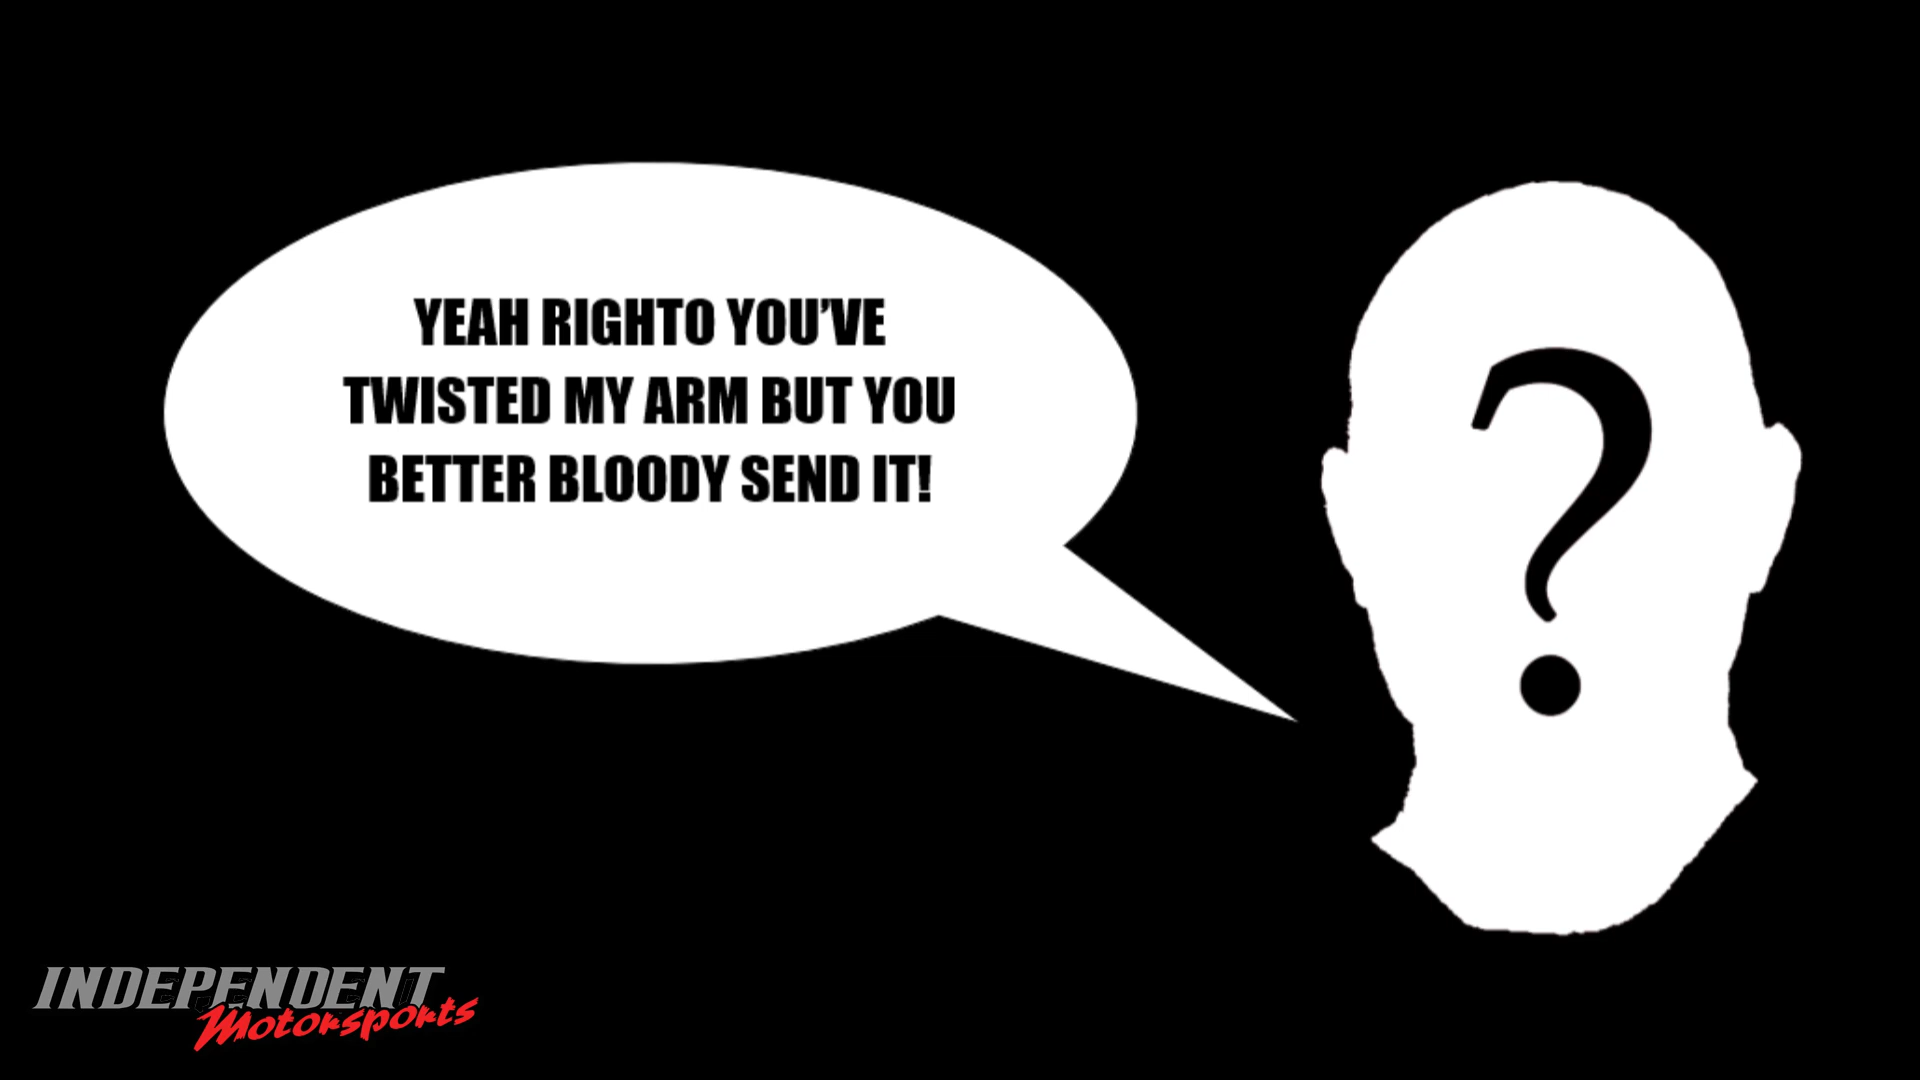 YEAH RIGHTO YOU’VE
TWISTED MY ARM BUT YOU
BETTER BLOODY SEND IT!
?
INDEPENDENT
Motorsports